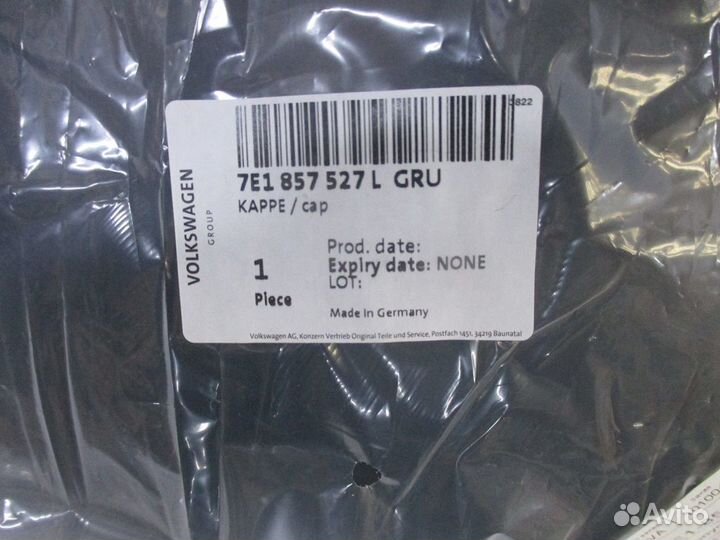 3822
7E1 857 527 L GRU
KAPPE / cap
VOLKSWAGEN
GROUP
1
Piece
Prod. date:
Expiry date: NONE
LOT:
Made In Germany
Volkswagen AG, Konzern Vertrieb Original Teile und Service, Postfach 1451, 34219 Baunatal
Avito